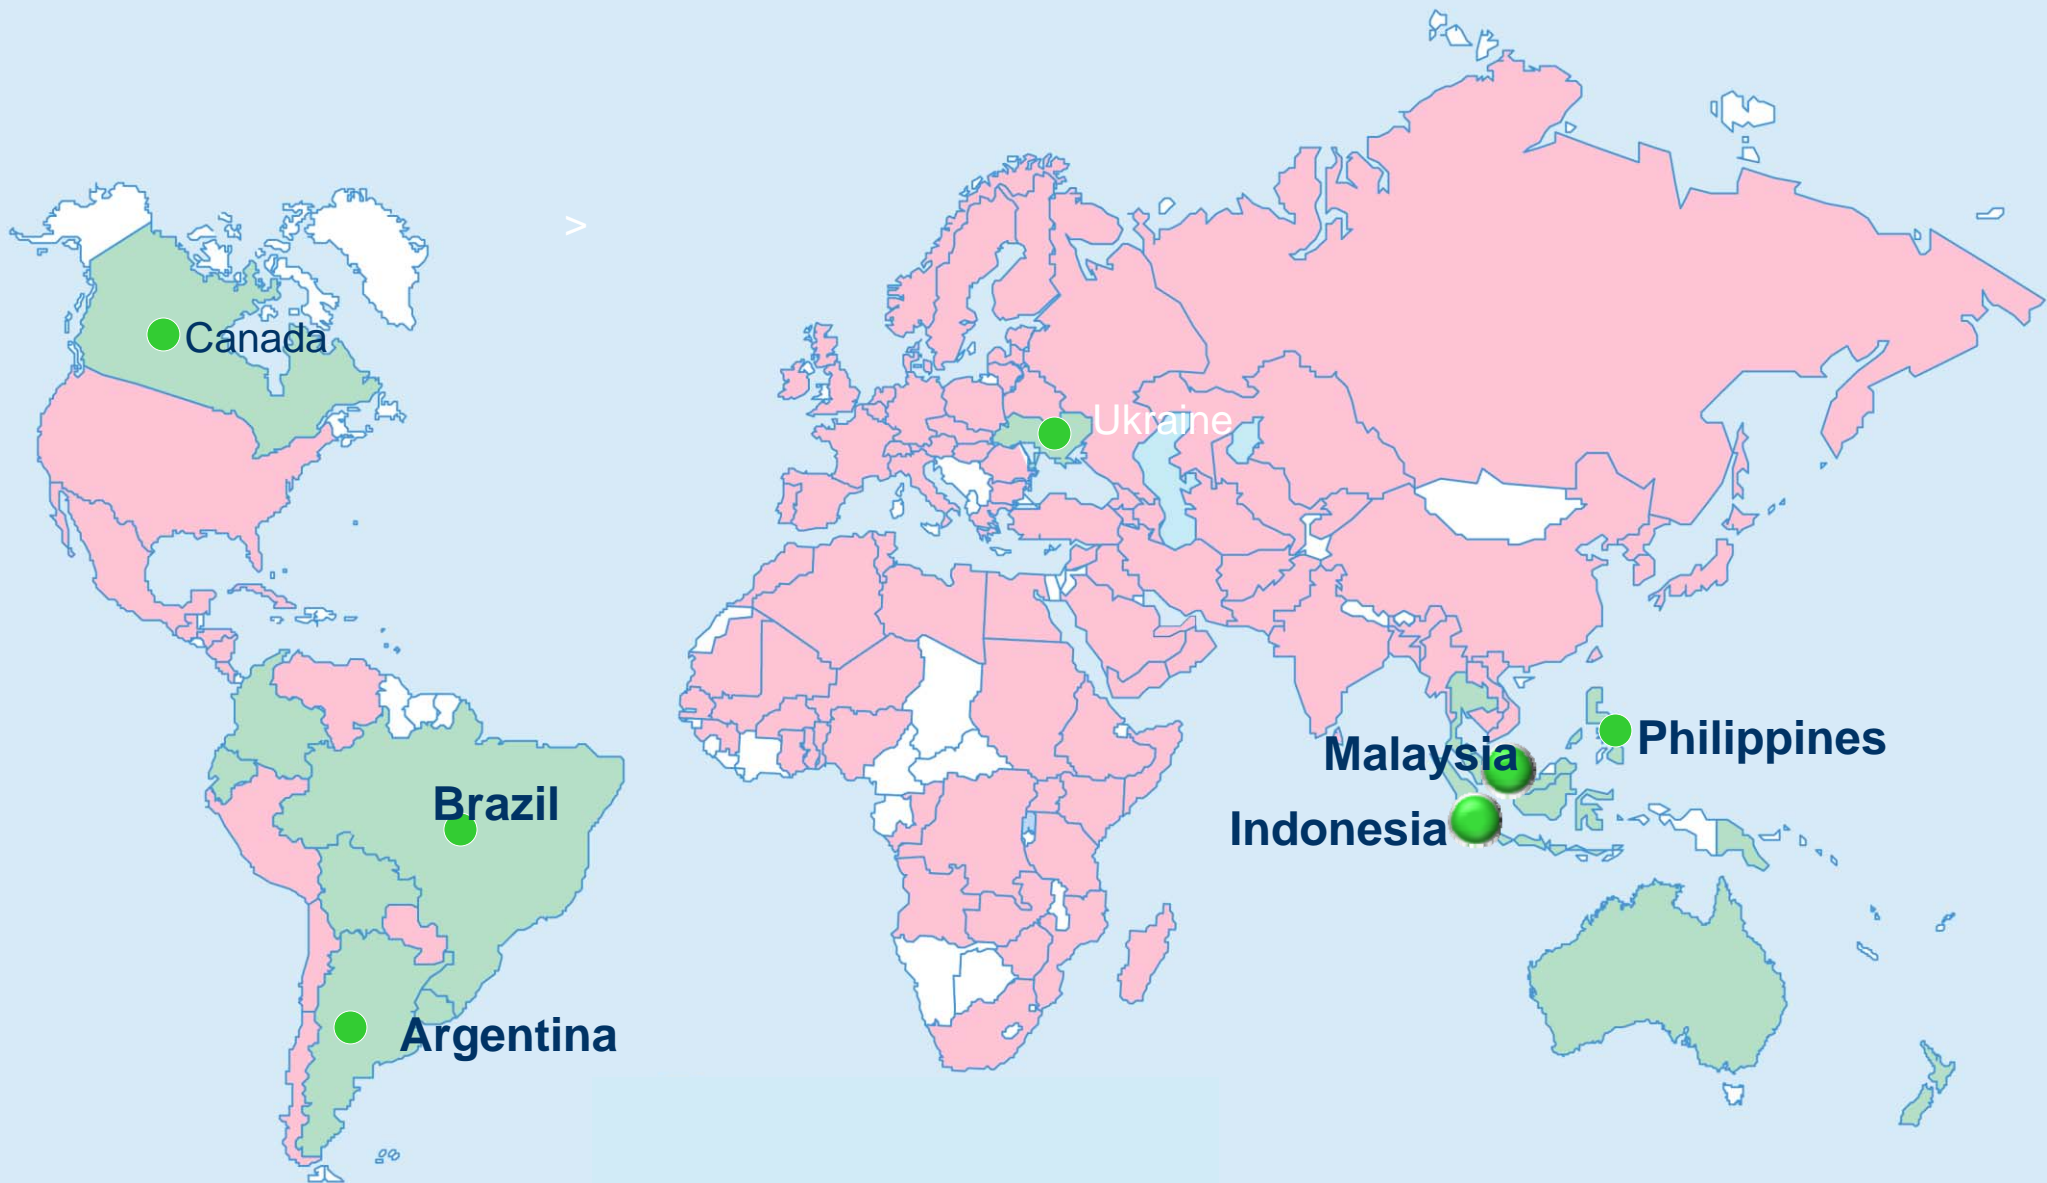 >
Canada
Ukraine
Malaysia
Philippines
Brazil
Indonesia
Argentina